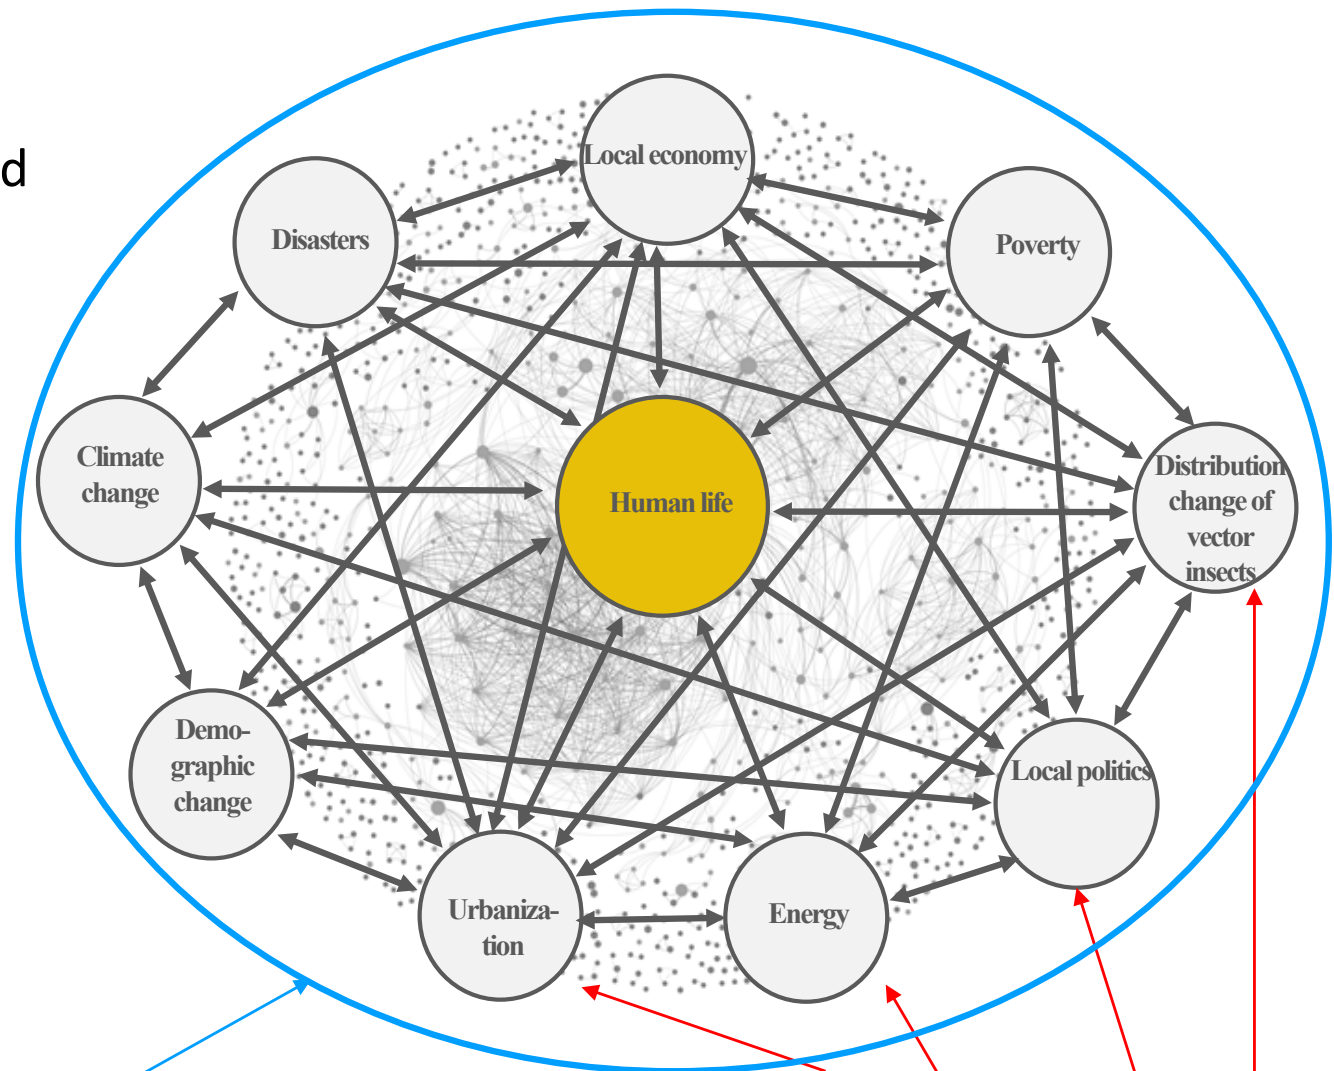 d
Local economy
Disasters
Poverty
Climate
change
Human life
Distribution
change of
vector
insects
Demo-
graphic
change
Local politics
Urbaniza-
tion
Energy